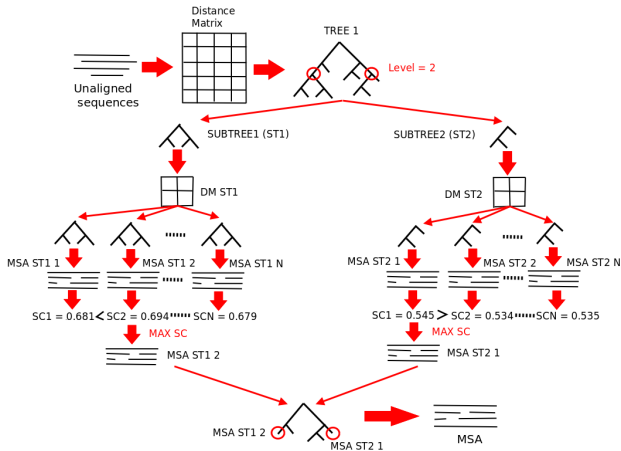 Distance
Matrix
TREE 1
Level = 2
Unaligned
sequences
SUBTREE1 (ST1)
SUBTREE2 (ST2)
DM ST1
DM ST2
MSA ST1 1
MSA ST1 2
MSA ST1 N
MSA ST2 1
MSA ST2 2
MSA ST2 N
SC1 = 0.681 < SC2 = 0.694 ...... SCN = 0.679
SC1 = 0.545 > SC2 = 0.534 ...... SCN = 0.535
MAX SC
MAX SC
MSA ST1 2
MSA ST2 1
MSA ST1 2
MSA ST2 1
MSA